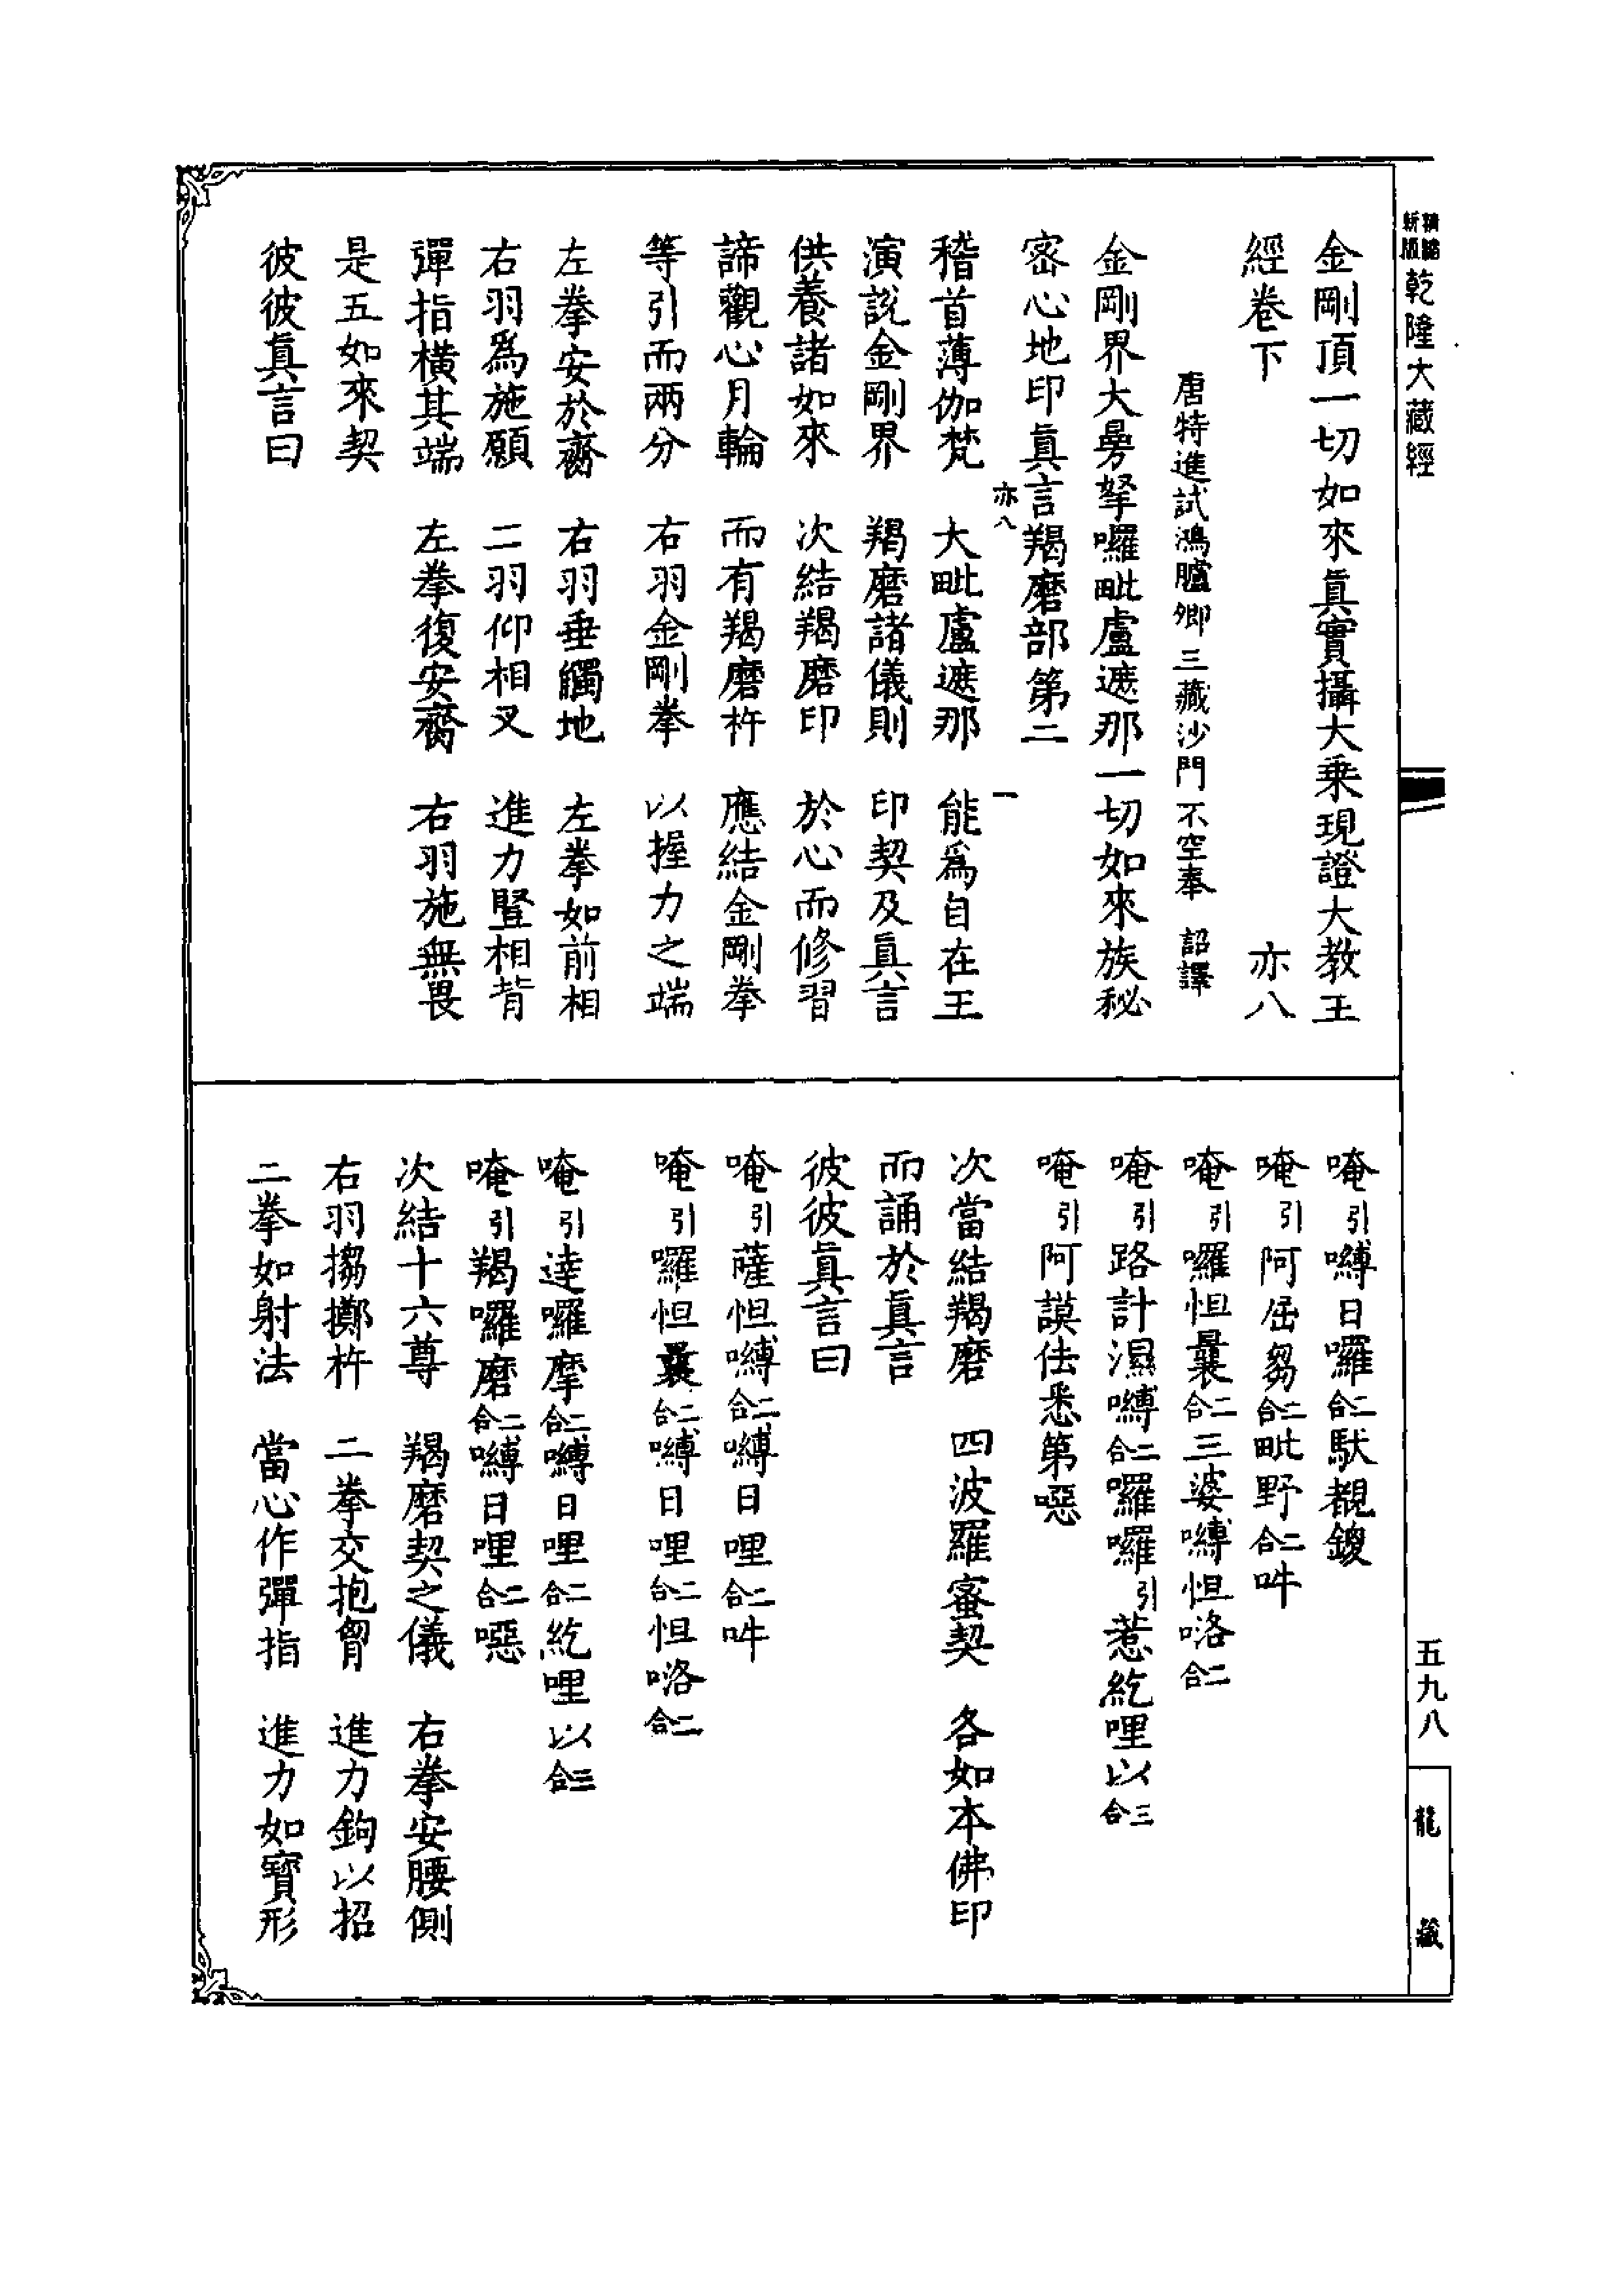 精縮新版乾隆大藏經
金剛頂一切如來眞實攝大乗現證大教王
經卷下　亦八
唐特進試鴻臚卿三藏沙門不空奉　詔譯
金剛界大曼拏囉毗盧遮那一切如來族秘
密心地印眞言羯磨部第二
亦八　一
稽首薄伽梵　大毗盧遮那　能爲自在王
演說金剛界　羯磨諸儀則　印契及眞言
供養諸如來　次結羯磨印　於心而修習
諦觀心月輪　而有羯磨杵　應結金剛拳
等引而兩分　右羽金剛拳　以握力之端
左拳安於齎　右羽垂觸地　左拳如前相
右羽爲施願　二羽仰相叉　進力豎相背
彈指橫其端　左拳復安齎　右羽施無畏
是五如來契
彼彼眞言曰
唵引嚩日囉二合馱覩鑁
唵引阿屈芻二合毗野二合吽
唵引囉怛曩二合三婆嚩怛咯二合
唵引路計濕嚩二合囉囉引惹紇哩以三合
唵引阿謨伕悉第噁
次當結羯磨　四波羅蜜契　各如本佛印
而誦於眞言
彼彼眞言曰
唵引薩怛嚩二合嚩日哩二合吽
唵引囉怛曩二合嚩日哩二合怛咯二合
唵引達囉摩二合嚩日哩二合紇哩以三合
唵引羯囉磨二合嚩日哩二合噁
次結十六尊　羯磨契之儀　右拳安腰側
右羽搊擲杵　二拳交抱胷　進力鉤以招
二拳如射法　當心作彈指　進力如寶形
五九八
龍藏